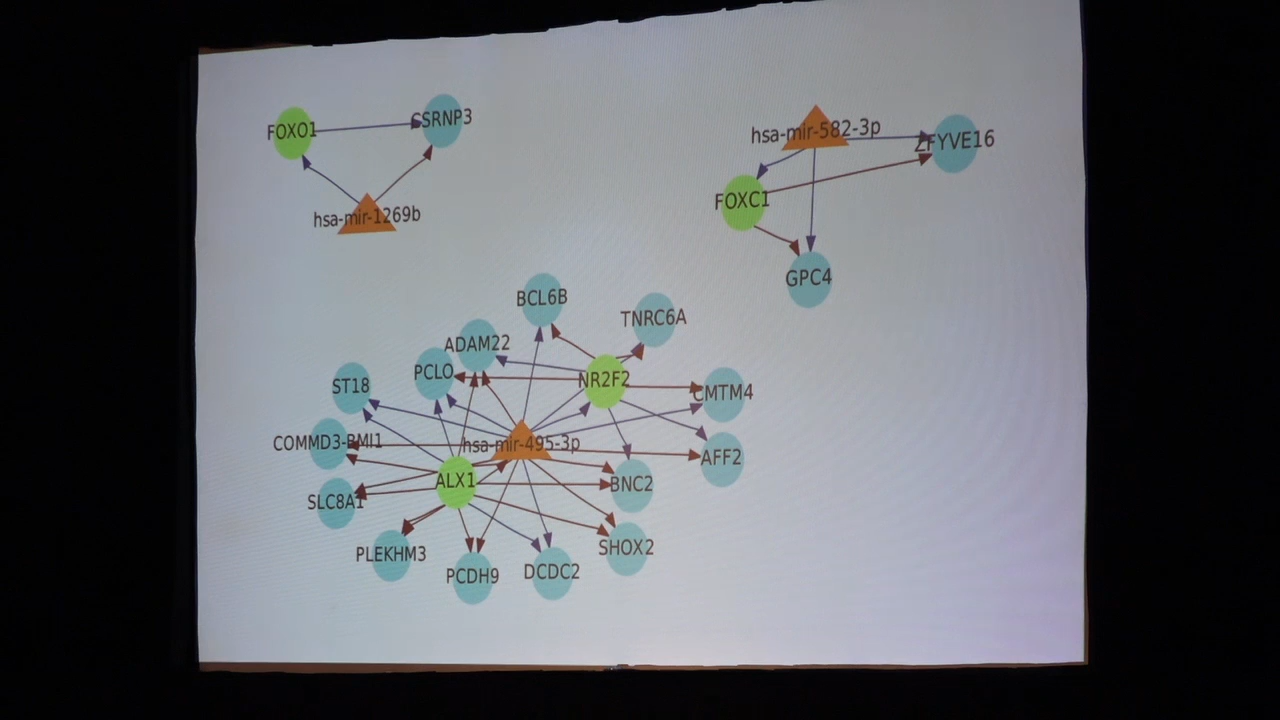 FOXO1
CSRNP3
hsa-mir-1269b
hsa-mir-582-3p
ZFYVE16
FOXC1
GPC4
BCL6B
TNRC6A
ADAM22
PCLO
NR2F2
ST18
CMTM4
COMMD3-BMI1
hsa-mir-495-3p
AFF2
ALX1
BNC2
SLC8A1
PLEKHM3
SHOX2
PCDH9
DCDC2